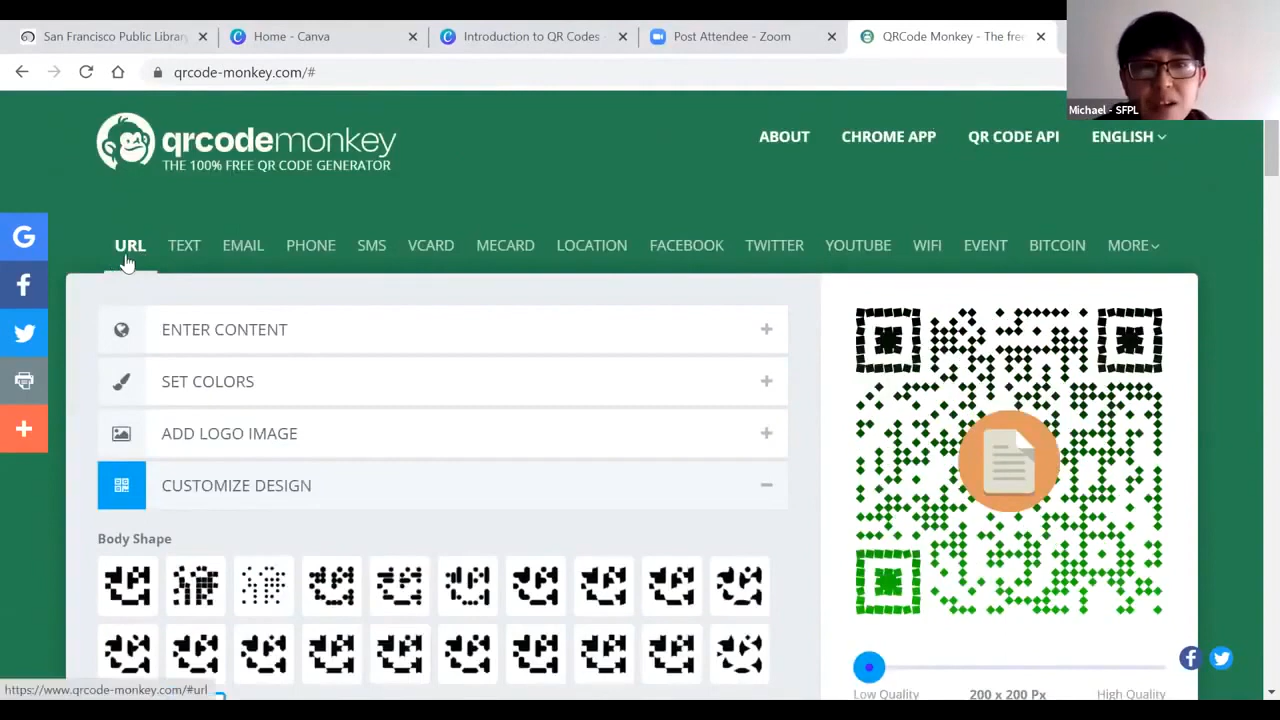 San Francisco Public Library
Home - Canva
Introduction to QR Codes -
Post Attendee - Zoom
QRCode Monkey - The free
qrcode-monkey.com/#
Michael - SFPL
qrcodemonkey
THE 100% FREE QR CODE GENERATOR
ABOUT
CHROME APP
QR CODE API
ENGLISH
URL
TEXT
EMAIL
PHONE
SMS
VCARD
MECARD
LOCATION
FACEBOOK
TWITTER
YOUTUBE
WIFI
EVENT
BITCOIN
MORE
ENTER CONTENT
SET COLORS
ADD LOGO IMAGE
CUSTOMIZE DESIGN
Body Shape
https://www.qrcode-monkey.com/#url
Low Quality
200 x 200 Px
High Quality